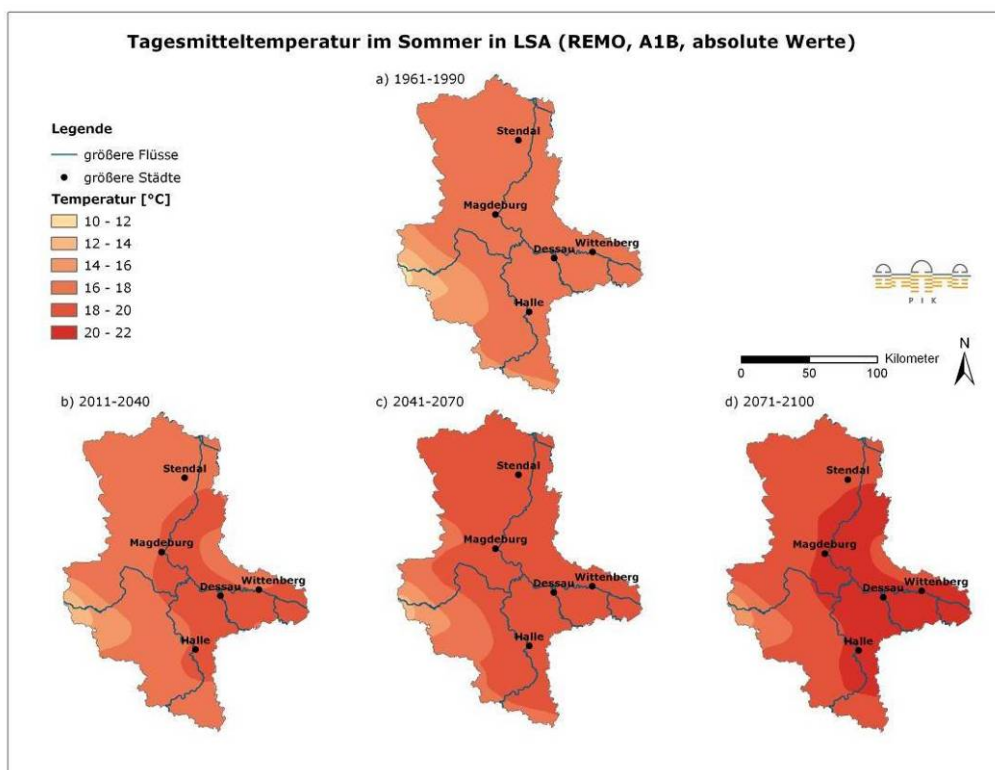 Tagesmitteltemperatur im Sommer in LSA (REMO, A1B, absolute Werte)
a) 1961-1990
Legende
größere Flüsse
größere Städte
Temperatur [°C]
10 - 12
12 - 14
14 - 16
16 - 18
18 - 20
20 - 22
Stendal
Magdeburg
Dessau
Wittenberg
Halle
P I K
N
Kilometer
0 50 100
b) 2011-2040
Stendal
Magdeburg
Dessau
Wittenberg
Halle
c) 2041-2070
Stendal
Magdeburg
Dessau
Wittenberg
Halle
d) 2071-2100
Stendal
Magdeburg
Dessau
Wittenberg
Halle